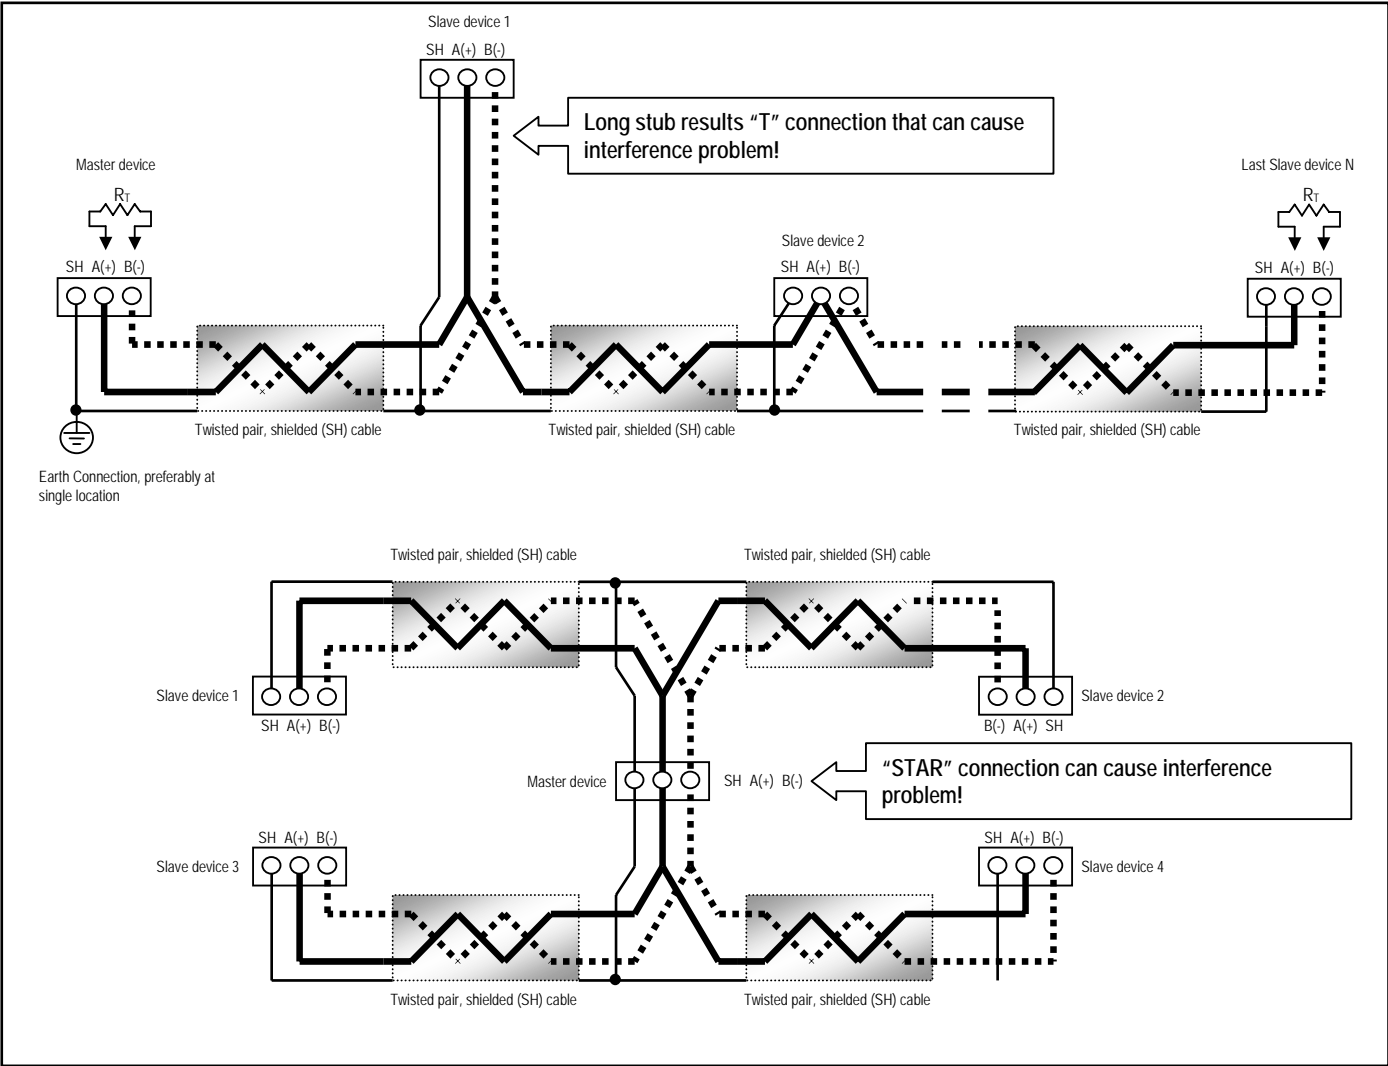 Slave device 1
SH A(+) B(-)
Long stub results “T” connection that can cause
interference problem!
Master device
RT
SH A(+) B(-)
Slave device 2
SH A(+) B(-)
Last Slave device N
RT
SH A(+) B(-)
Twisted pair, shielded (SH) cable
Twisted pair, shielded (SH) cable
Twisted pair, shielded (SH) cable
Earth Connection, preferably at
single location
Twisted pair, shielded (SH) cable
Twisted pair, shielded (SH) cable
Slave device 1
SH A(+) B(-)
Slave device 2
B(-) A(+) SH
Master device
SH A(+) B(-)
“STAR” connection can cause interference
problem!
SH A(+) B(-)
Slave device 3
SH A(+) B(-)
Slave device 4
Twisted pair, shielded (SH) cable
Twisted pair, shielded (SH) cable